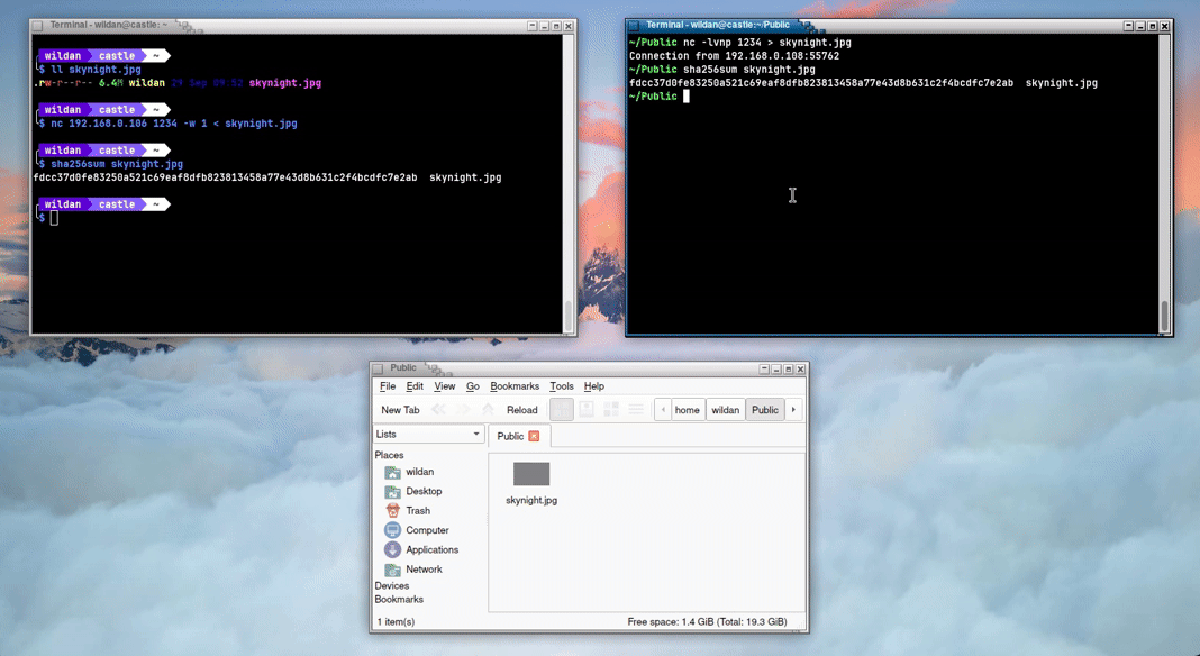 Terminal - wildan@castle: ~
wildan castle ~
$ ll skynight.jpg
.rw-r--r-- 6.4M wildan 29 Sep 09:52 skynight.jpg
wildan castle ~
$ nc 192.168.0.106 1234 -w 1 < skynight.jpg
wildan castle ~
$ sha256sum skynight.jpg
fdcc37d0fe83250a521c69eaf8dfb823813458a77e43d8b631c2f4bcdfc7e2ab skynight.jpg
wildan castle ~
$
Terminal - wildan@castle:~/Public
~/Public nc -lvnp 1234 > skynight.jpg
Connection from 192.168.0.108:55762
~/Public sha256sum skynight.jpg
fdcc37d0fe83250a521c69eaf8dfb823813458a77e43d8b631c2f4bcdfc7e2ab skynight.jpg
~/Public
Public
File Edit View Go Bookmarks Tools Help
New Tab Reload home wildan Public
Lists Public
Places
wildan
Desktop
Trash
Computer
Applications
Network
Devices
Bookmarks
skynight.jpg
1 item(s) Free space: 1.4 GiB (Total: 19.3 GiB)